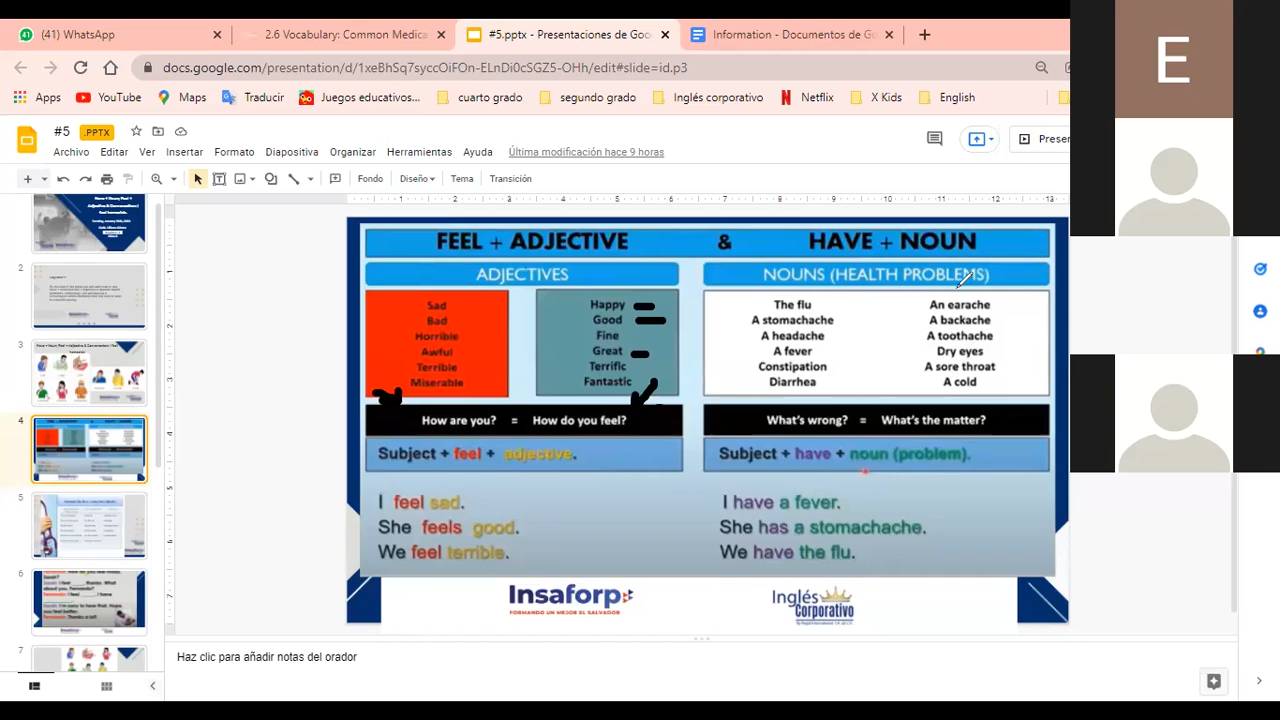 (41) WhatsApp
2.6 Vocabulary: Common Medica
#5.pptx - Presentaciones de Goo
Information - Documentos de Go
docs.google.com/presentation/d/
edit#slide=id.p3
Apps
YouTube
Maps
Traducir
Juegos educativos...
cuarto grado
segundo grado
Inglés corporativo
Netflix
X Kids
English
#5
.PPTX
Archivo
Editar
Ver
Insertar
Formato
Diapositiva
Organizar
Herramientas
Ayuda
Última modificación hace 9 horas
Presen
Fondo
Diseño
Tema
Transición
E
FEEL + ADJECTIVE & HAVE + NOUN
ADJECTIVES
NOUNS (HEALTH PROBLEMS)
Sad
Bad
Horrible
Awful
Terrible
Miserable
Happy
Good
Fine
Great
Terrific
Fantastic
The flu
A stomachache
A headache
A fever
Constipation
Diarrhea
An earache
A backache
A toothache
Dry eyes
A sore throat
A cold
How are you? How do you feel?
What's wrong? = What's the matter?
Subject + feel + adjective.
Subject + have + noun (problem).
I feel sad.
She feels
We feel terrible.
I have
She has stomachache.
We have the flu.
Insaforp
FORMANDO UN MEJOR EL SALVADOR
Inglés
Corporativo
2
3
4
5
6
7
Haz clic para añadir notas del orador